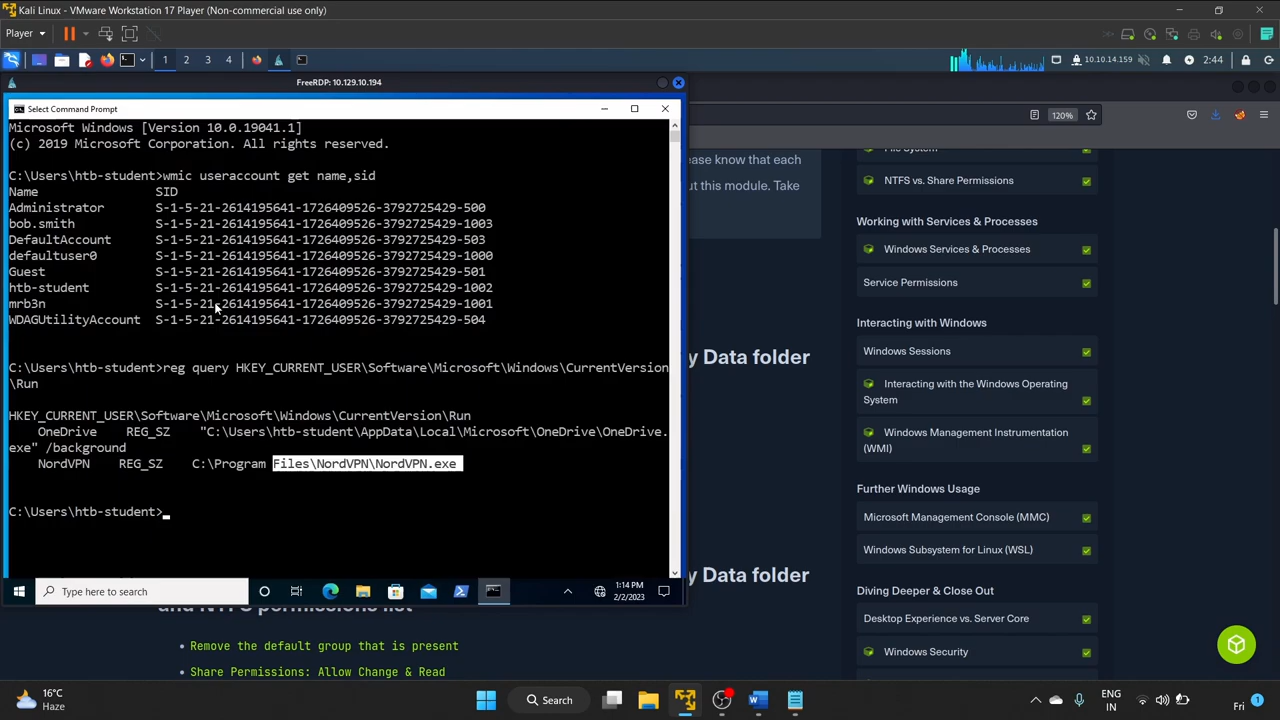 Kali Linux - VMware Workstation 17 Player (Non-commercial use only)
Player
1 2 3 4
10.10.14.159
2:44
FreeRDP: 10.129.10.194
Select Command Prompt
Microsoft Windows [Version 10.0.19041.1]
(c) 2019 Microsoft Corporation. All rights reserved.
C:\Users\htb-student>wmic useraccount get name,sid
Name SID
Administrator S-1-5-21-2614195641-1726409526-3792725429-500
bob.smith S-1-5-21-2614195641-1726409526-3792725429-1003
DefaultAccount S-1-5-21-2614195641-1726409526-3792725429-503
defaultuser0 S-1-5-21-2614195641-1726409526-3792725429-1000
Guest S-1-5-21-2614195641-1726409526-3792725429-501
htb-student S-1-5-21-2614195641-1726409526-3792725429-1002
mrb3n S-1-5-21-2614195641-1726409526-3792725429-1001
WDAGUtilityAccount S-1-5-21-2614195641-1726409526-3792725429-504
C:\Users\htb-student>reg query HKEY_CURRENT_USER\Software\Microsoft\Windows\CurrentVersion
\Run
HKEY_CURRENT_USER\Software\Microsoft\Windows\CurrentVersion\Run
OneDrive REG_SZ "C:\Users\htb-student\AppData\Local\Microsoft\OneDrive\OneDrive.
exe" /background
NordVPN REG_SZ C:\Program Files\NordVPN\NordVPN.exe
C:\Users\htb-student>
Type here to search
1:14 PM
2/2/2023
120%
ease know that each
ut this module. Take
y Data folder
y Data folder
and NTFS permissions list
• Remove the default group that is present
• Share Permissions: Allow Change & Read
File System
NTFS vs. Share Permissions
Working with Services & Processes
Windows Services & Processes
Service Permissions
Interacting with Windows
Windows Sessions
Interacting with the Windows Operating
System
Windows Management Instrumentation
(WMI)
Further Windows Usage
Microsoft Management Console (MMC)
Windows Subsystem for Linux (WSL)
Diving Deeper & Close Out
Desktop Experience vs. Server Core
Windows Security
16°C
Haze
Search
ENG
IN
Fri
1